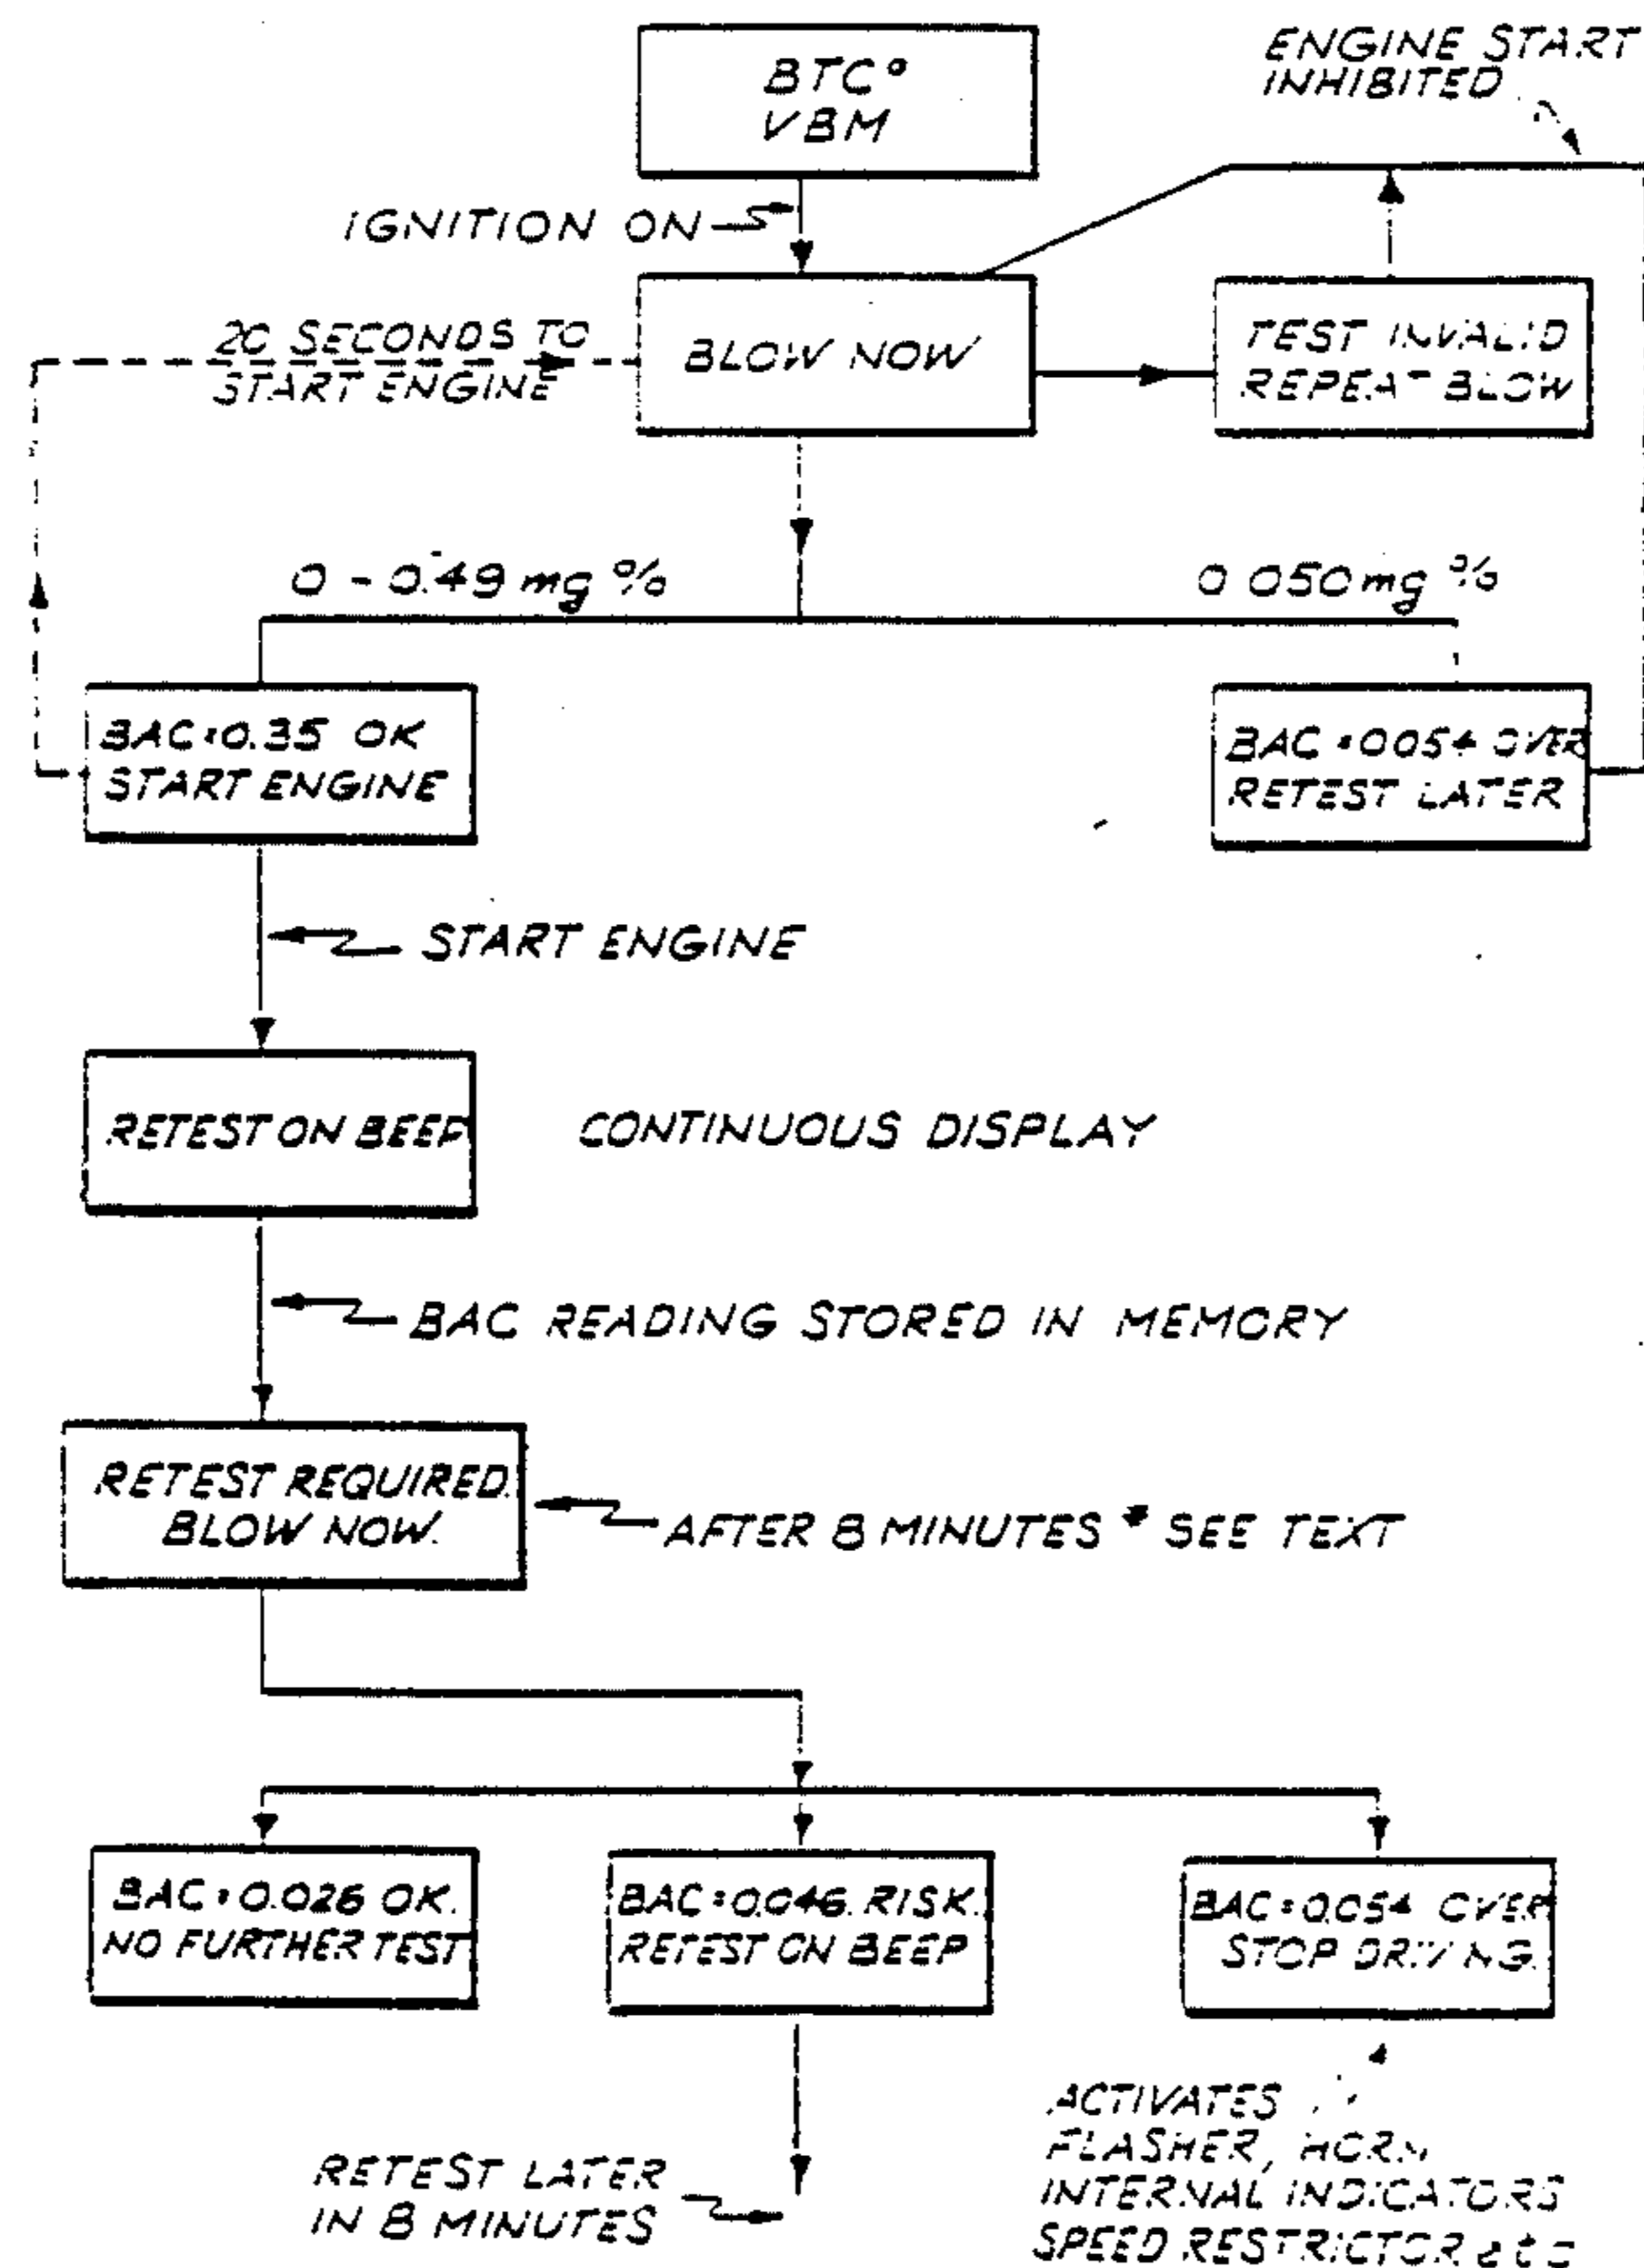 BTC°
VBM
ENGINE START
INHIBITED
IGNITION ON
20 SECONDS TO
START ENGINE
BLOW NOW
TEST INVALID
REPEAT BLOW
0 - 0.49 mg %
0 050 mg %
BAC=0.35 OK
START ENGINE
BAC=0.054 OVER
RETEST LATER
START ENGINE
RETEST ON BEEP
CONTINUOUS DISPLAY
BAC READING STORED IN MEMORY
RETEST REQUIRED.
BLOW NOW.
AFTER 8 MINUTES * SEE TEXT
BAC=0.026 OK.
NO FURTHER TEST
BAC=0.046. RISK.
RETEST ON BEEP
BAC=0.054 OVER
STOP DRIVING.
RETEST LATER
IN 8 MINUTES
ACTIVATES
FLASHER, HORN
INTERNAL INDICATORS
SPEED RESTRICTOR etc